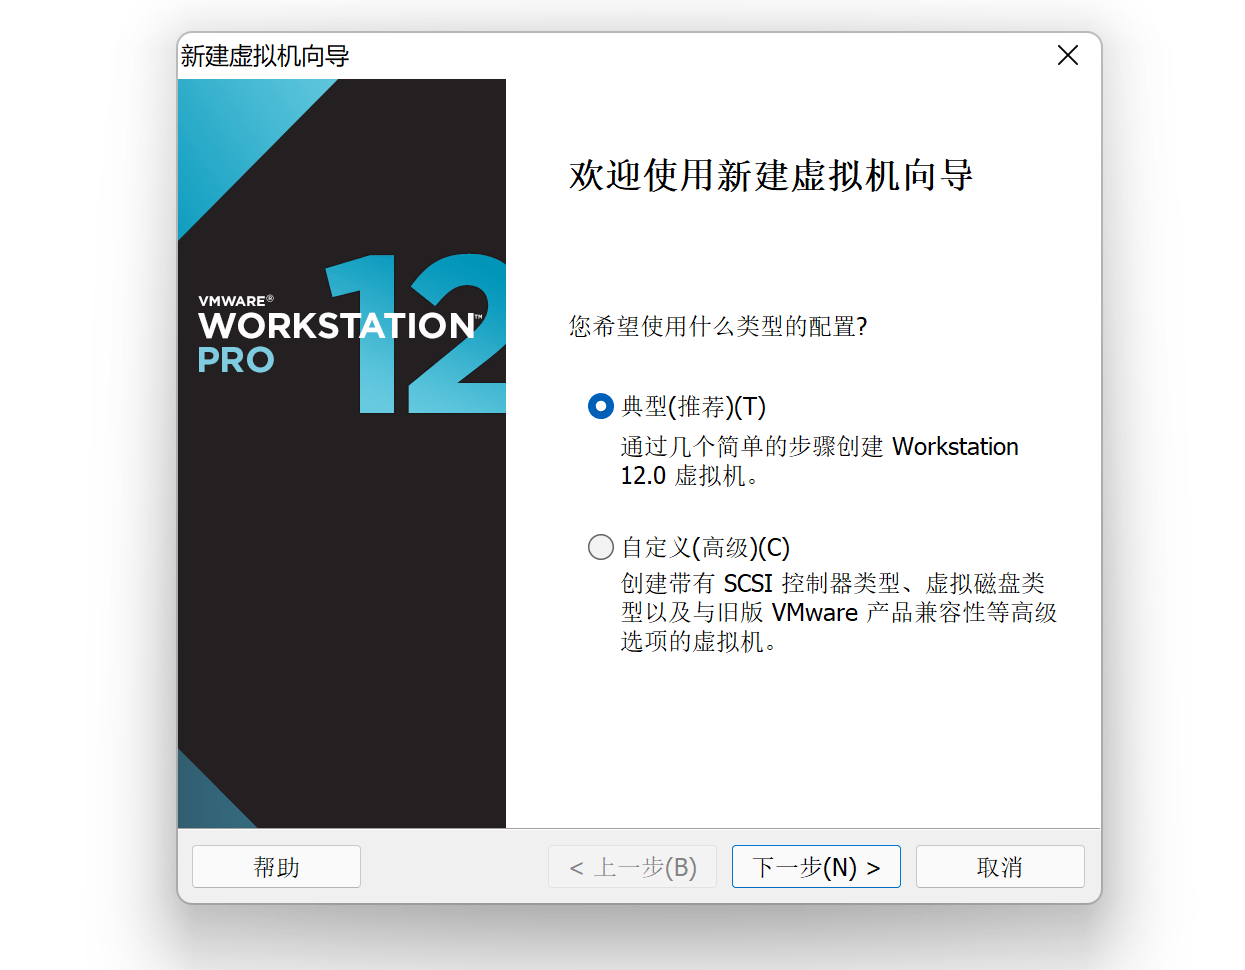 新建虚拟机向导
VMWARE®
WORKSTATION™
PRO
12
欢迎使用新建虚拟机向导
您希望使用什么类型的配置?
典型(推荐)(T)
通过几个简单的步骤创建 Workstation
12.0 虚拟机。
自定义(高级)(C)
创建带有 SCSI 控制器类型、虚拟磁盘类
型以及与旧版 VMware 产品兼容性等高级
选项的虚拟机。
帮助
< 上一步(B)
下一步(N) >
取消